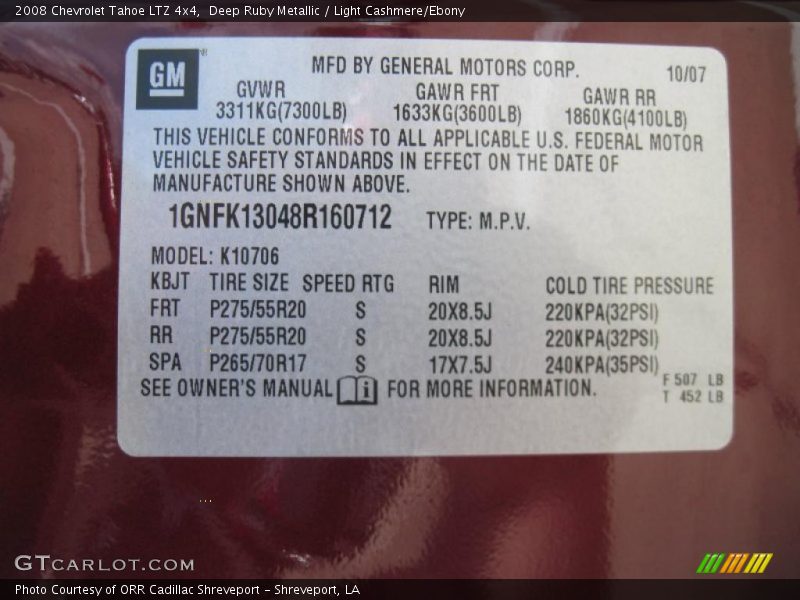 2008 Chevrolet Tahoe LTZ 4x4, Deep Ruby Metallic / Light Cashmere/Ebony
GM ®
MFD BY GENERAL MOTORS CORP. 10/07
GVWR GAWR FRT GAWR RR
3311KG(7300LB) 1633KG(3600LB) 1860KG(4100LB)
THIS VEHICLE CONFORMS TO ALL APPLICABLE U.S. FEDERAL MOTOR
VEHICLE SAFETY STANDARDS IN EFFECT ON THE DATE OF
MANUFACTURE SHOWN ABOVE.
1GNFK13048R160712 TYPE: M.P.V.
MODEL: K10706
KBJT TIRE SIZE SPEED RTG RIM COLD TIRE PRESSURE
FRT P275/55R20 S 20X8.5J 220KPA(32PSI)
RR P275/55R20 S 20X8.5J 220KPA(32PSI)
SPA P265/70R17 S 17X7.5J 240KPA(35PSI)
SEE OWNER'S MANUAL i FOR MORE INFORMATION.
F 507 LB
T 452 LB
GTCARLOT.COM
Photo Courtesy of ORR Cadillac Shreveport - Shreveport, LA